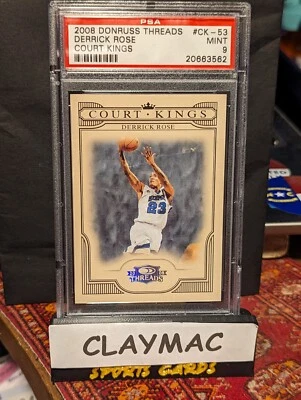 PSA
2008 DONRUSS THREADS #CK-53
DERRICK ROSE MINT
COURT KINGS 9
20663562
COURT • KINGS
DERRICK ROSE
23
THREADS
CLAYMAC
SPORTS CARDS